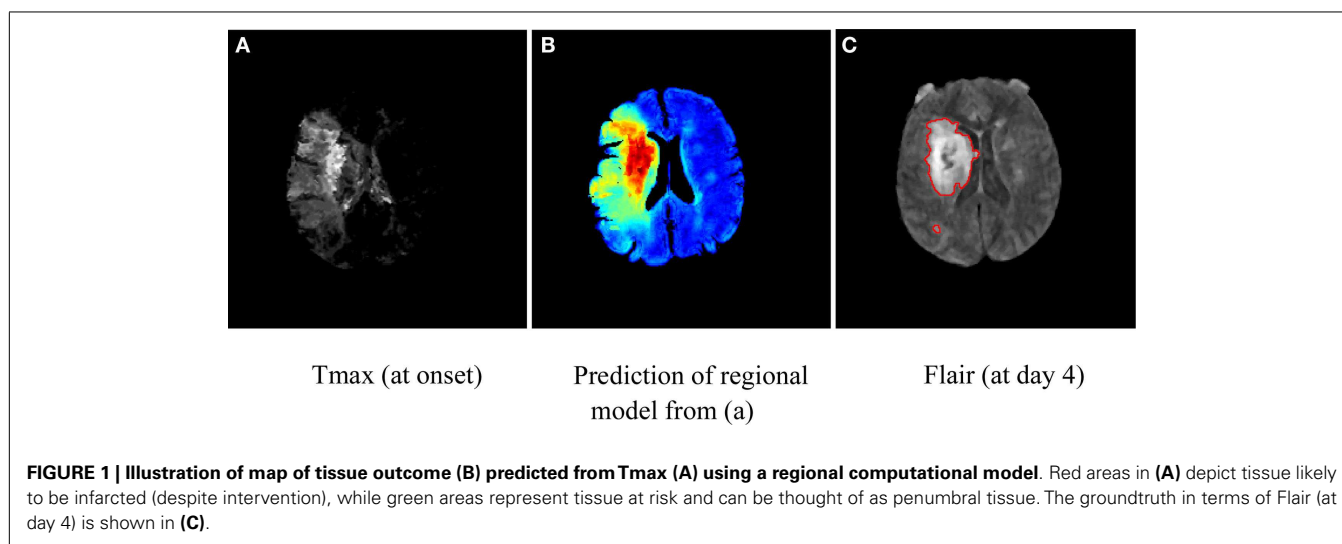 A
B
C
Tmax (at onset)
Prediction of regional
model from (a)
Flair (at day 4)
FIGURE 1 | Illustration of map of tissue outcome (B) predicted from Tmax (A) using a regional computational model. Red areas in (A) depict tissue likely
to be infarcted (despite intervention), while green areas represent tissue at risk and can be thought of as penumbral tissue. The groundtruth in terms of Flair (at
day 4) is shown in (C).